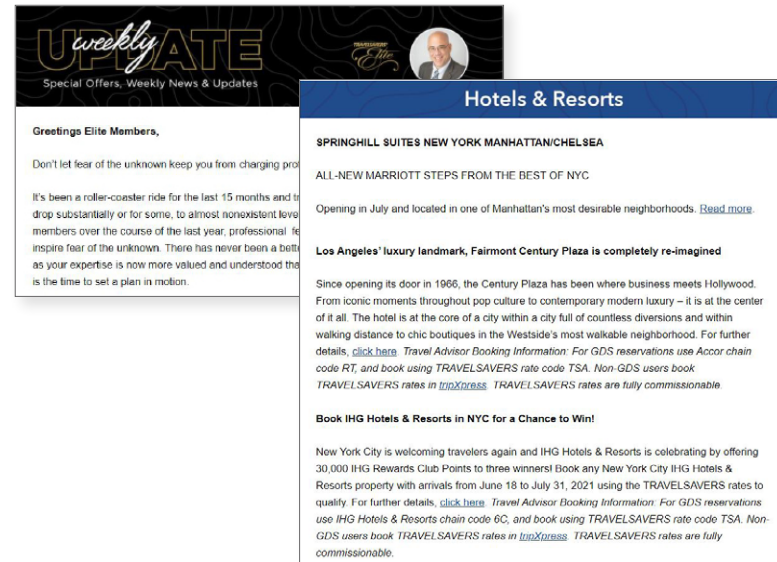 weekly
UPDATE
Special Offers, Weekly News & Updates
TRAVELSAVERS
Elite
Greetings Elite Members,
Don't let fear of the unknown keep you from charging
It's been a roller-coaster ride for the last 15 months and
drop substantially or for some, to almost nonexistent
members over the course of the last year, professional
inspire fear of the unknown. There has never been a
as your expertise is now more valued and understood
is the time to set a plan in motion.
Hotels & Resorts
SPRINGHILL SUITES NEW YORK MANHATTAN/CHELSEA
ALL-NEW MARRIOTT STEPS FROM THE BEST OF NYC
Opening in July and located in one of Manhattan's most desirable neighborhoods. Read more.
Los Angeles' luxury landmark, Fairmont Century Plaza is completely re-imagined
Since opening its door in 1966, the Century Plaza has been where business meets Hollywood.
From iconic moments throughout pop culture to contemporary modern luxury – it is at the center
of it all. The hotel is at the core of a city within a city full of countless diversions and within
walking distance to chic boutiques in the Westside's most walkable neighborhood. For further
details, click here. Travel Advisor Booking Information: For GDS reservations use Accor chain
code RT, and book using TRAVELSAVERS rate code TSA. Non-GDS users book
TRAVELSAVERS rates in tripXpress. TRAVELSAVERS rates are fully commissionable.
Book IHG Hotels & Resorts in NYC for a Chance to Win!
New York City is welcoming travelers again and IHG Hotels & Resorts is celebrating by offering
30,000 IHG Rewards Club Points to three winners! Book any New York City IHG Hotels &
Resorts property with arrivals from June 18 to July 31, 2021 using the TRAVELSAVERS rates to
qualify. For further details, click here. Travel Advisor Booking Information: For GDS reservations
use IHG Hotels & Resorts chain code 6C, and book using TRAVELSAVERS rate code TSA. Non-
GDS users book TRAVELSAVERS rates in tripXpress. TRAVELSAVERS rates are fully
commissionable.